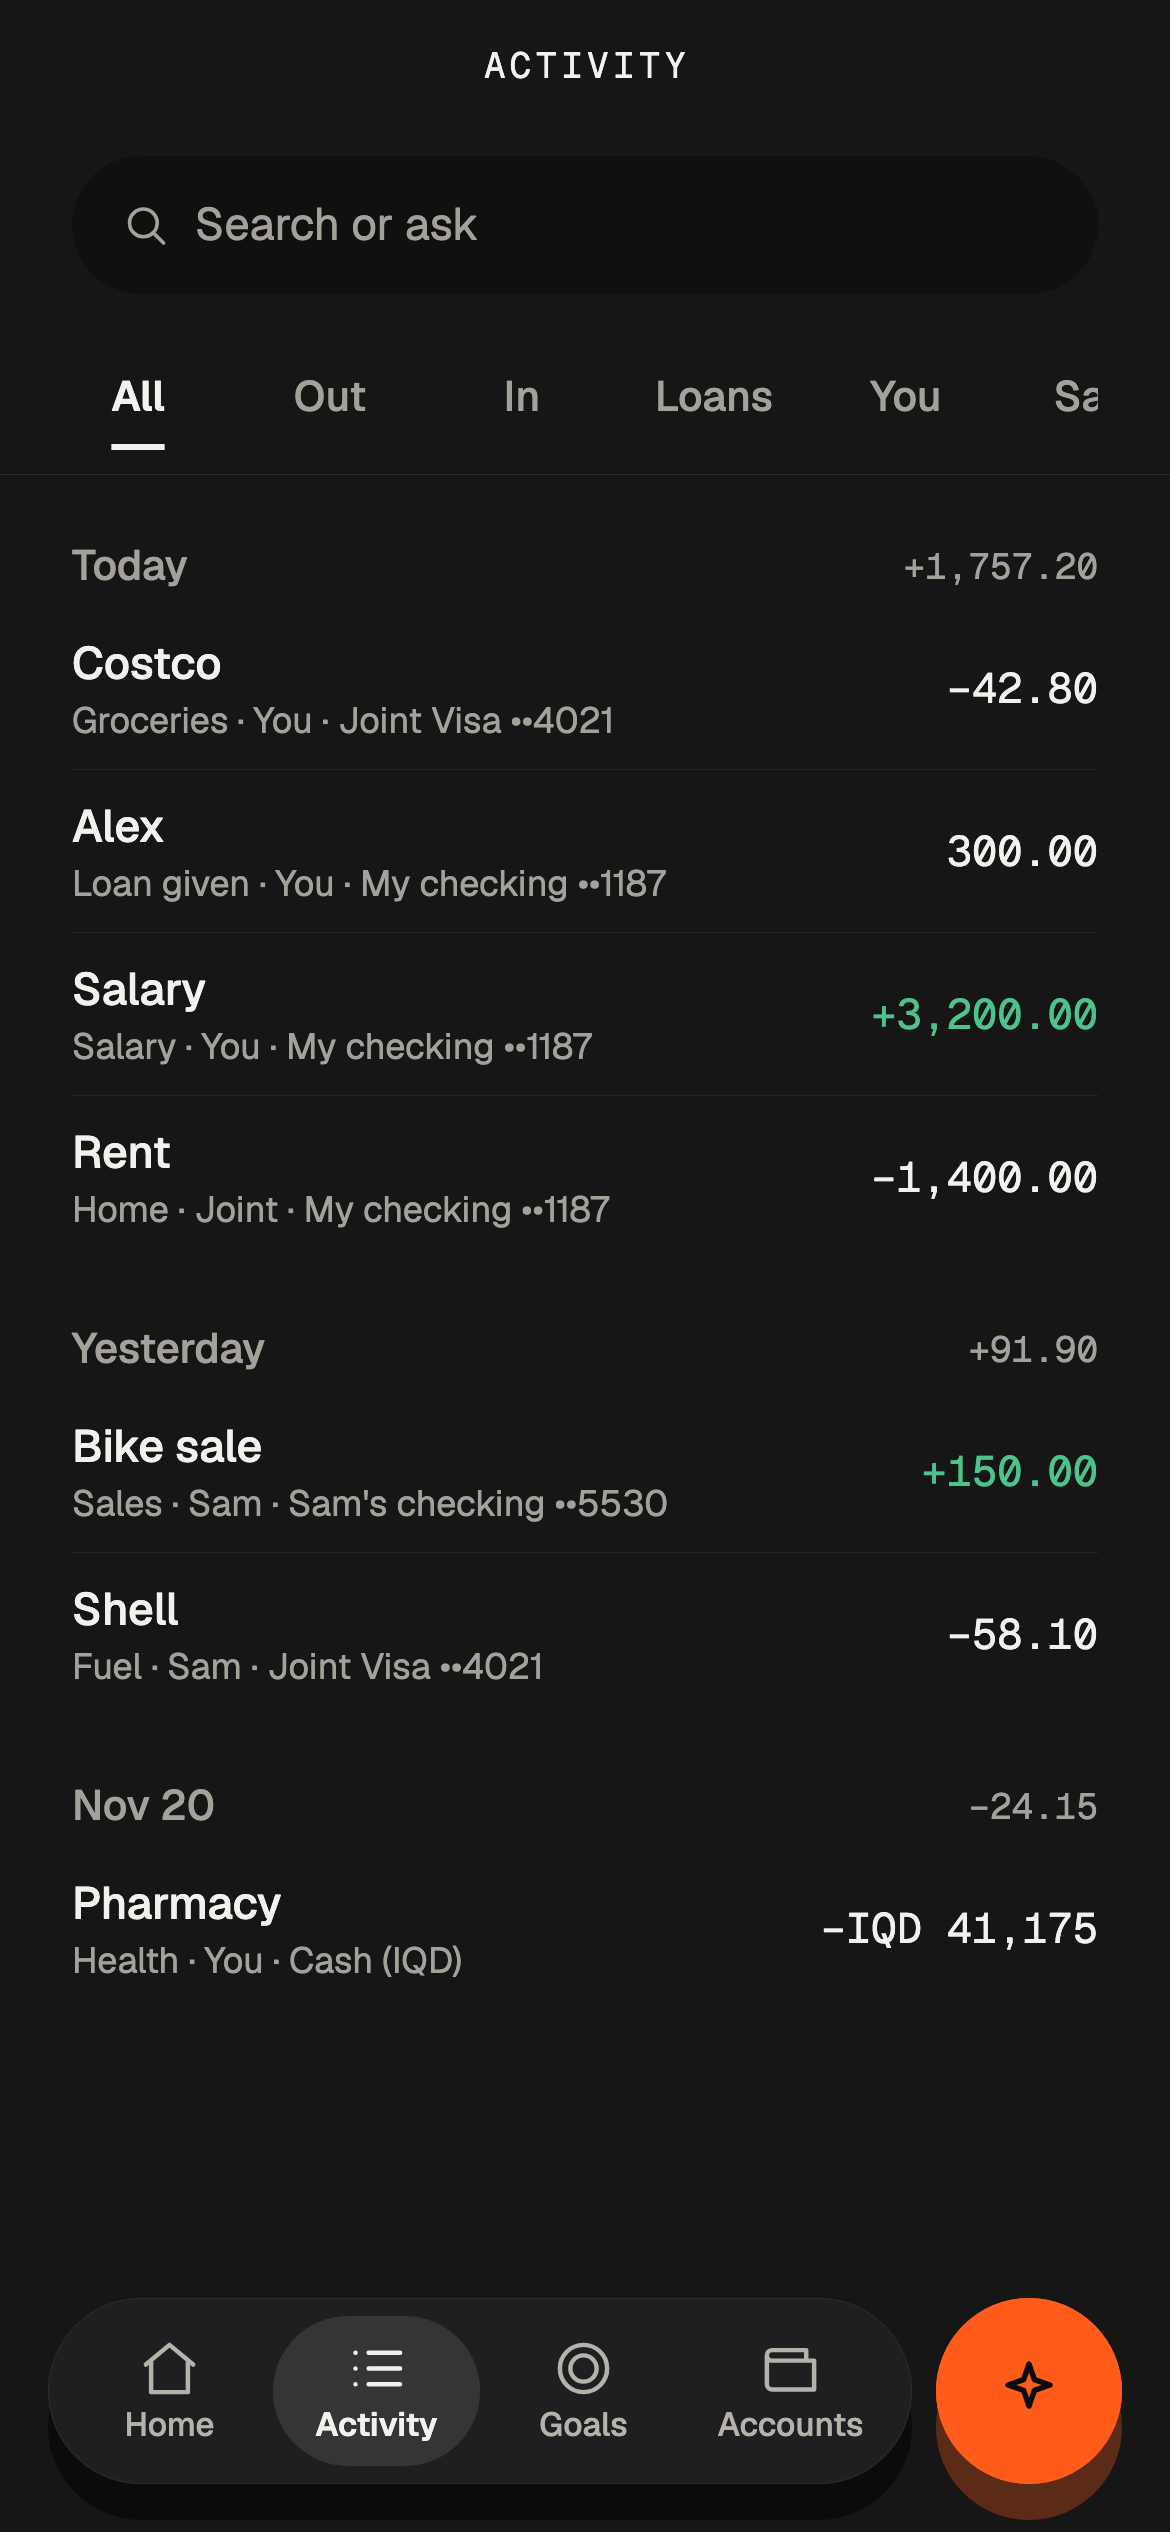 ACTIVITY
Search or ask
All Out In Loans You Sa
Today +1,757.20
Costco
−42.80
Groceries · You · Joint Visa ••4021
Alex
300.00
Loan given · You · My checking ••1187
Salary
+3,200.00
Salary · You · My checking ••1187
Rent
−1,400.00
Home · Joint · My checking ••1187
Yesterday +91.90
Bike sale
+150.00
Sales · Sam · Sam's checking ••5530
Shell
−58.10
Fuel · Sam · Joint Visa ••4021
Nov 20 −24.15
Pharmacy
−IQD 41,175
Health · You · Cash (IQD)
Home Activity Goals Accounts